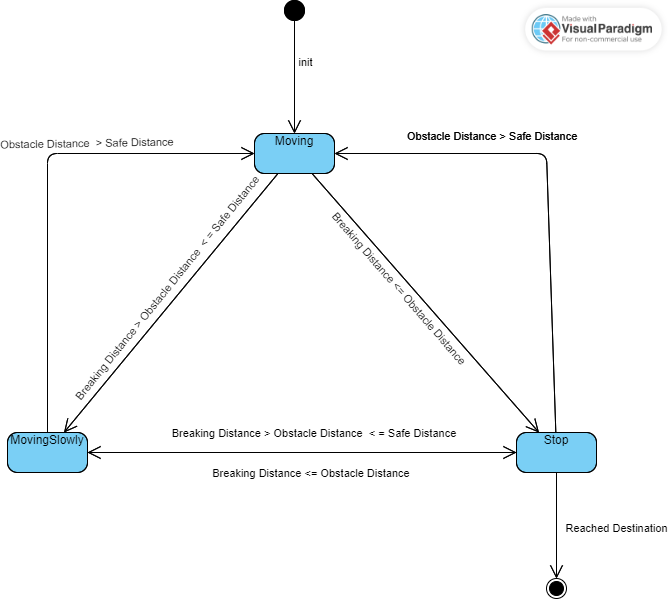 Made with
VisualParadigm
For non-commercial use
init
Obstacle Distance > Safe Distance
Moving
Obstacle Distance > Safe Distance
Breaking Distance > Obstacle Distance < = Safe Distance
Breaking Distance <= Obstacle Distance
MovingSlowly
Breaking Distance > Obstacle Distance < = Safe Distance
Stop
Breaking Distance <= Obstacle Distance
Reached Destination